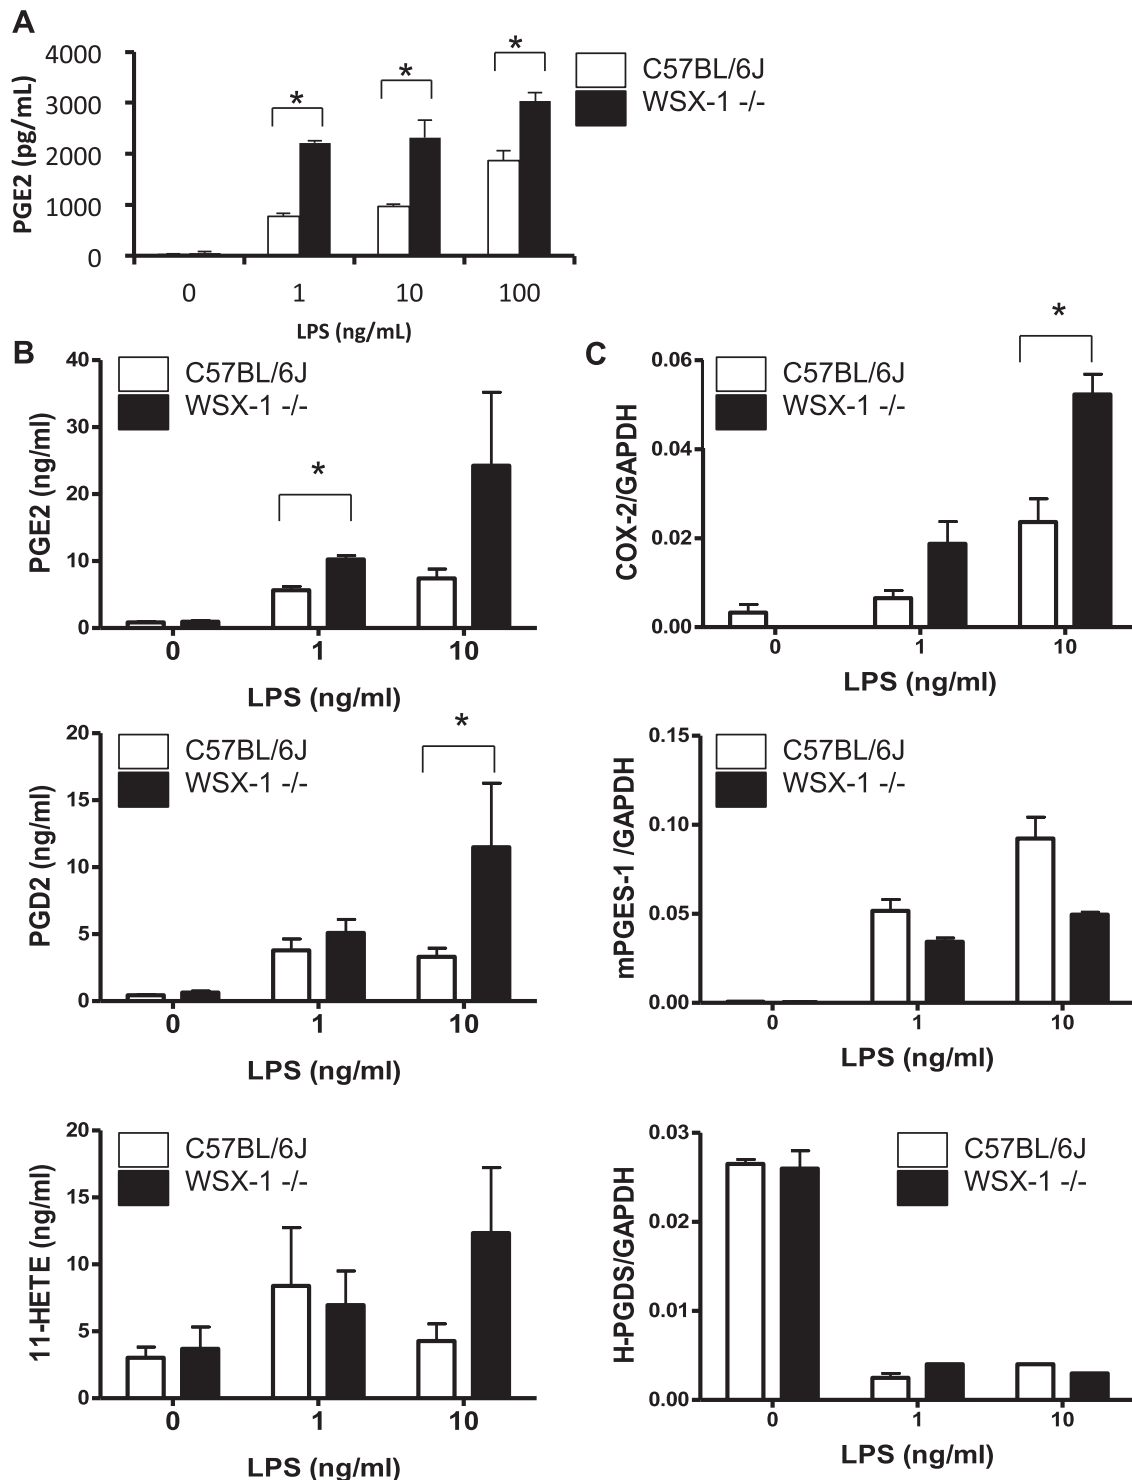 A
4000
3000
2000
1000
0
PGE2 (pg/mL)
* * *
C57BL/6J
WSX-1 -/-
0 1 10 100
LPS (ng/mL)
B
40
30
20
10
0
PGE2 (ng/ml)
C57BL/6J
WSX-1 -/-
*
0 1 10
LPS (ng/ml)
C
0.06
0.04
0.02
0.00
COX-2/GAPDH
C57BL/6J
WSX-1 -/-
*
0 1 10
LPS (ng/ml)
20
15
10
5
0
PGD2 (ng/ml)
C57BL/6J
WSX-1 -/-
*
0 1 10
LPS (ng/ml)
0.15
0.10
0.05
0.00
mPGES-1 /GAPDH
C57BL/6J
WSX-1 -/-
0 1 10
LPS (ng/ml)
20
15
10
5
0
11-HETE (ng/ml)
C57BL/6J
WSX-1 -/-
0 1 10
LPS (ng/ml)
0.03
0.02
0.01
0.00
H-PGDS/GAPDH
C57BL/6J
WSX-1 -/-
0 1 10
LPS (ng/ml)